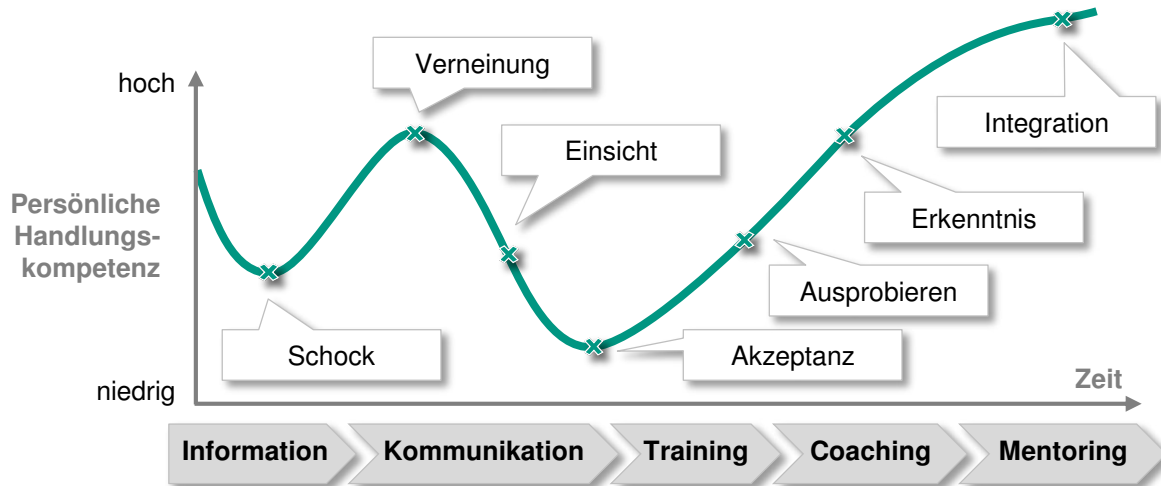 Verneinung
hoch
Integration
Einsicht
Persönliche
Handlungs-
kompetenz
Erkenntnis
Ausprobieren
Schock
Akzeptanz
niedrig
Zeit
Information
Kommunikation
Training
Coaching
Mentoring